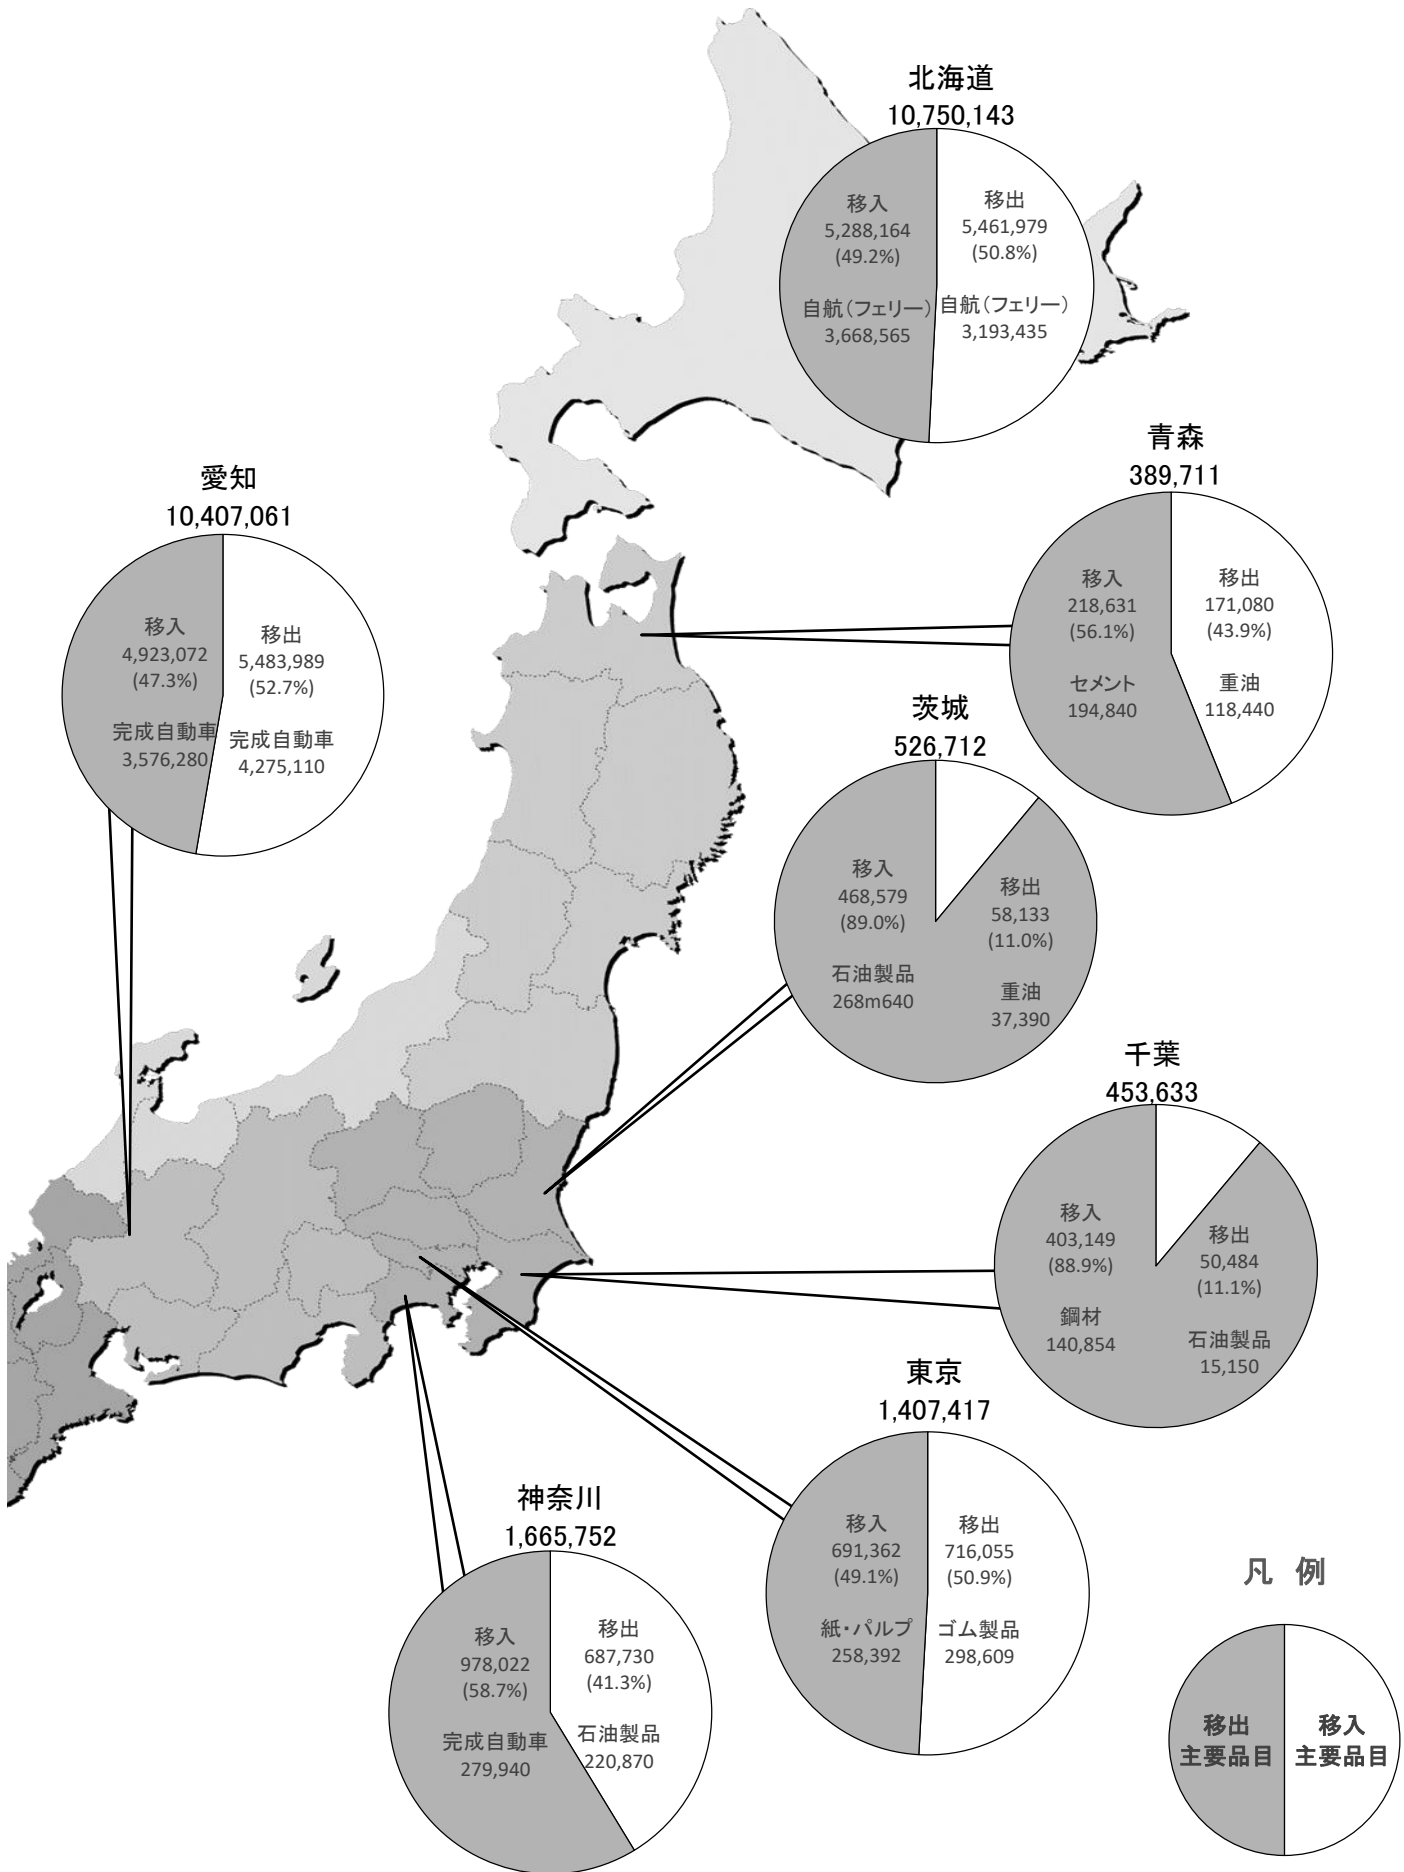 北海道
10,750,143
移入
5,288,164
(49.2%)
自航(フェリー)
3,668,565
移出
5,461,979
(50.8%)
自航(フェリー)
3,193,435
青森
389,711
移入
218,631
(56.1%)
セメント
194,840
移出
171,080
(43.9%)
重油
118,440
愛知
10,407,061
移入
4,923,072
(47.3%)
完成自動車
3,576,280
移出
5,483,989
(52.7%)
完成自動車
4,275,110
茨城
526,712
移入
468,579
(89.0%)
石油製品
268m640
移出
58,133
(11.0%)
重油
37,390
千葉
453,633
移入
403,149
(88.9%)
鋼材
140,854
移出
50,484
(11.1%)
石油製品
15,150
東京
1,407,417
移入
691,362
(49.1%)
紙・パルプ
258,392
移出
716,055
(50.9%)
ゴム製品
298,609
神奈川
1,665,752
移入
978,022
(58.7%)
完成自動車
279,940
移出
687,730
(41.3%)
石油製品
220,870
凡 例
移出
主要品目
移入
主要品目